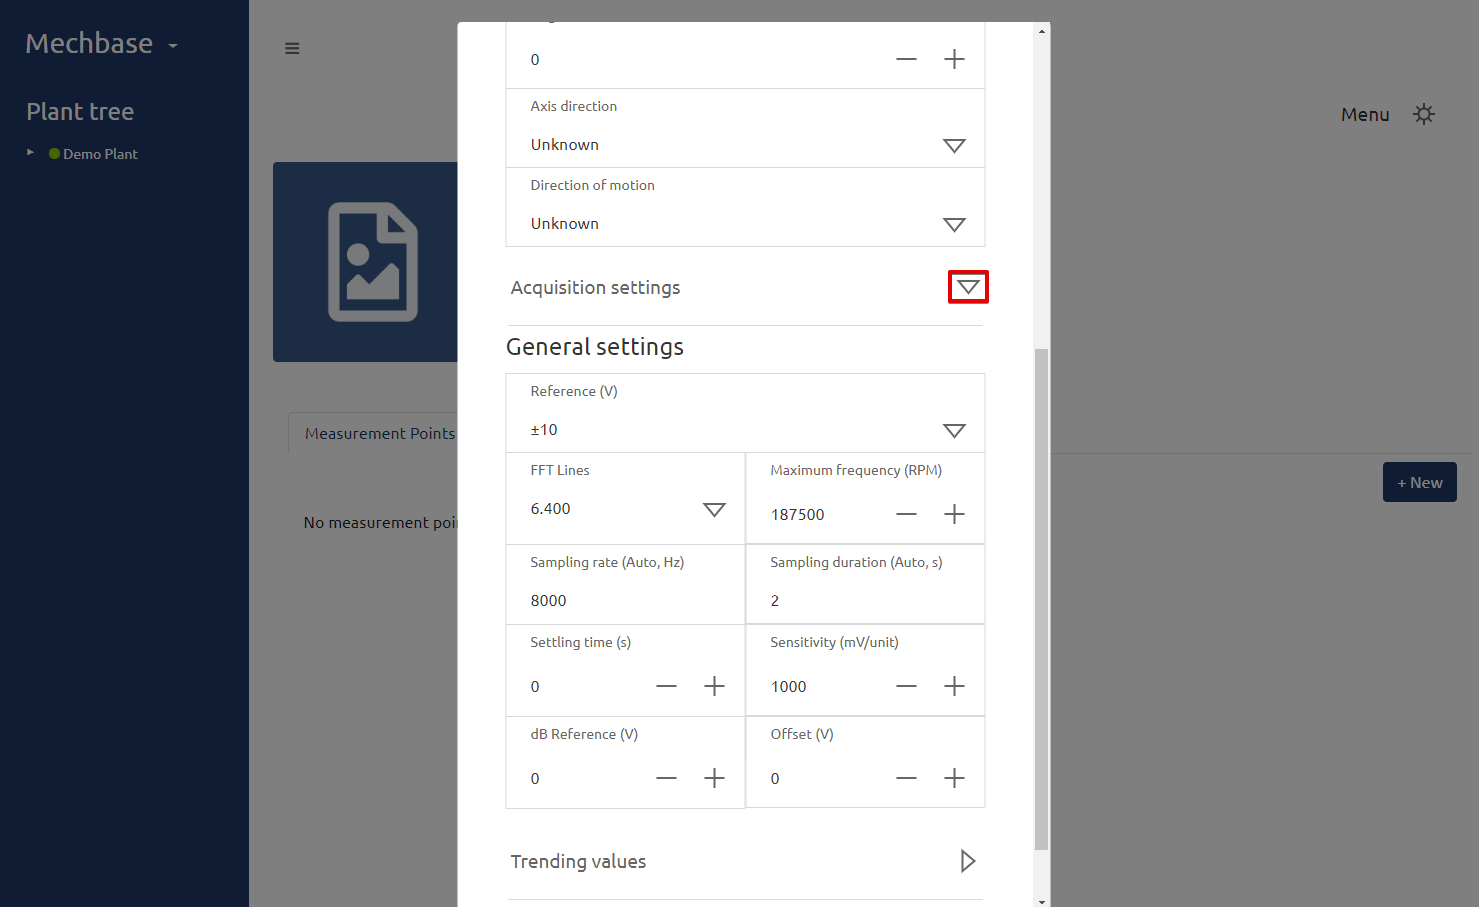 Mechbase
Plant tree
Demo Plant
Menu
Measurement Points
+ New
No measurement poi
0
Axis direction
Unknown
Direction of motion
Unknown
Acquisition settings
General settings
Reference (V)
±10
FFT Lines
6.400
Maximum frequency (RPM)
187500
Sampling rate (Auto, Hz)
8000
Sampling duration (Auto, s)
2
Settling time (s)
0
Sensitivity (mV/unit)
1000
dB Reference (V)
0
Offset (V)
0
Trending values